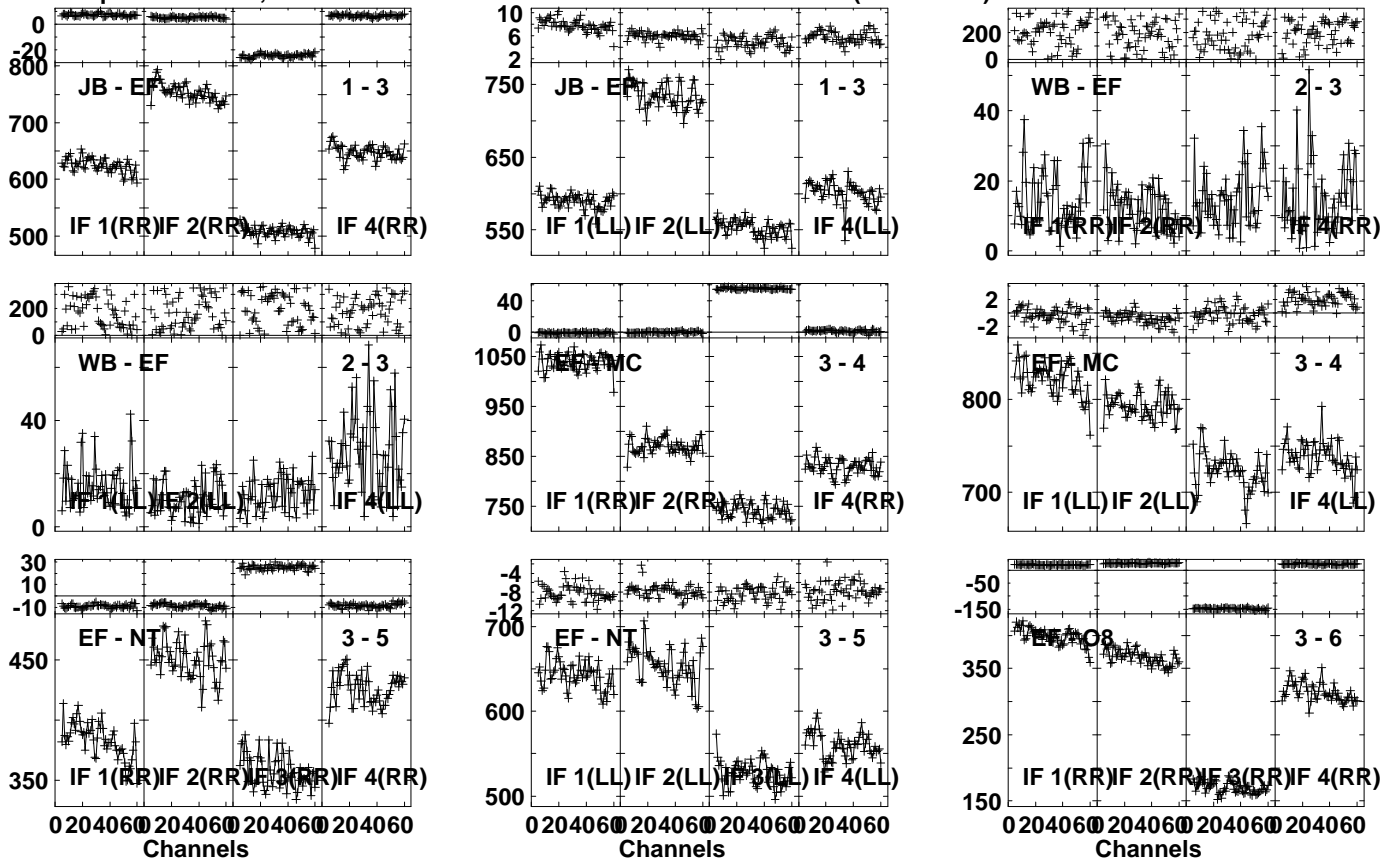 0
-20
800
700
600
500
JB - EF
1 - 3
IF 1(RR) IF 2(RR) IF 4(RR)
10
6
2
750
650
550
JB - EF
1 - 3
IF 1(LL) IF 2(LL) IF 4(LL)
200
0
40
20
0
WB - EF
2 - 3
IF 1(RR) IF 2(RR) IF 4(RR)
200
0
40
0
WB - EF
2 - 3
IF 1(LL) IF 2(LL) IF 4(LL)
40
0
1050
950
850
750
EF - MC
3 - 4
IF 1(RR) IF 2(RR) IF 4(RR)
2
-2
800
700
EF - MC
3 - 4
IF 1(LL) IF 2(LL) IF 4(LL)
30
10
-10
450
350
EF - NT
3 - 5
IF 1(RR) IF 2(RR) IF 3(RR) IF 4(RR)
0 20 40 60 0 20 40 60 0 20 40 60 0 20 40 60
Channels
-4
-8
-12
700
600
500
EF - NT
3 - 5
IF 1(LL) IF 2(LL) IF 3(LL) IF 4(LL)
0 20 40 60 0 20 40 60 0 20 40 60 0 20 40 60
Channels
-50
-150
350
250
150
EF - O8
3 - 6
IF 1(RR) IF 2(RR) IF 3(RR) IF 4(RR)
0 20 40 60 0 20 40 60 0 20 40 60 0 20 40 60
Channels